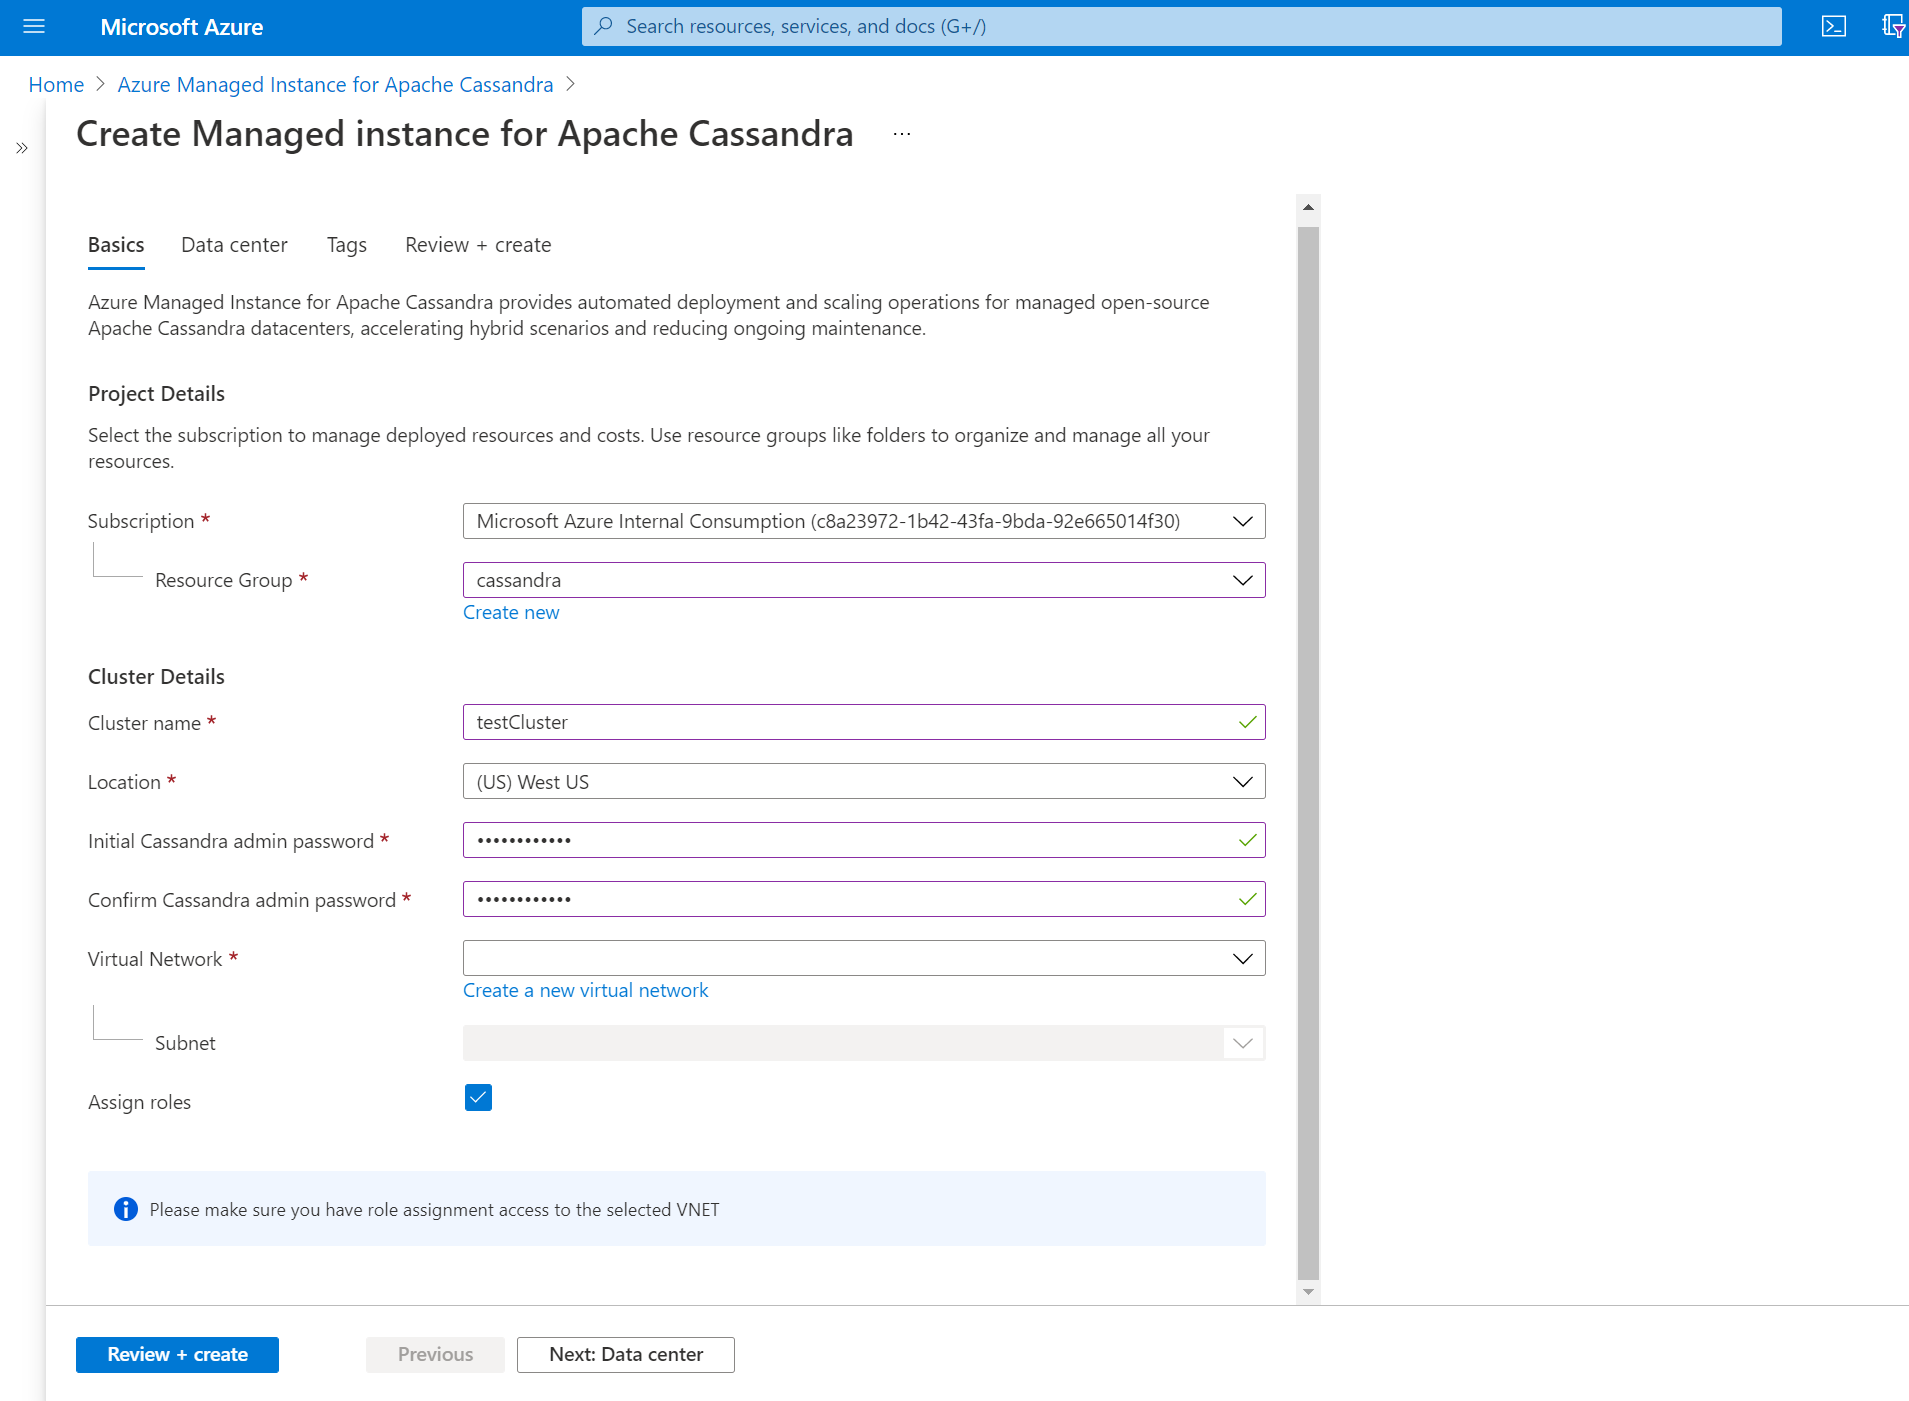 Microsoft Azure
Search resources, services, and docs (G+/)
Home > Azure Managed Instance for Apache Cassandra >
Create Managed instance for Apache Cassandra ...
Basics Data center Tags Review + create
Azure Managed Instance for Apache Cassandra provides automated deployment and scaling operations for managed open-source
Apache Cassandra datacenters, accelerating hybrid scenarios and reducing ongoing maintenance.
Project Details
Select the subscription to manage deployed resources and costs. Use resource groups like folders to organize and manage all your
resources.
Subscription * Microsoft Azure Internal Consumption (c8a23972-1b42-43fa-9bda-92e665014f30)
Resource Group * cassandra
Create new
Cluster Details
Cluster name * testCluster
Location * (US) West US
Initial Cassandra admin password * ••••••••••••
Confirm Cassandra admin password * ••••••••••••
Virtual Network *
Create a new virtual network
Subnet
Assign roles
Please make sure you have role assignment access to the selected VNET
Review + create Previous Next: Data center